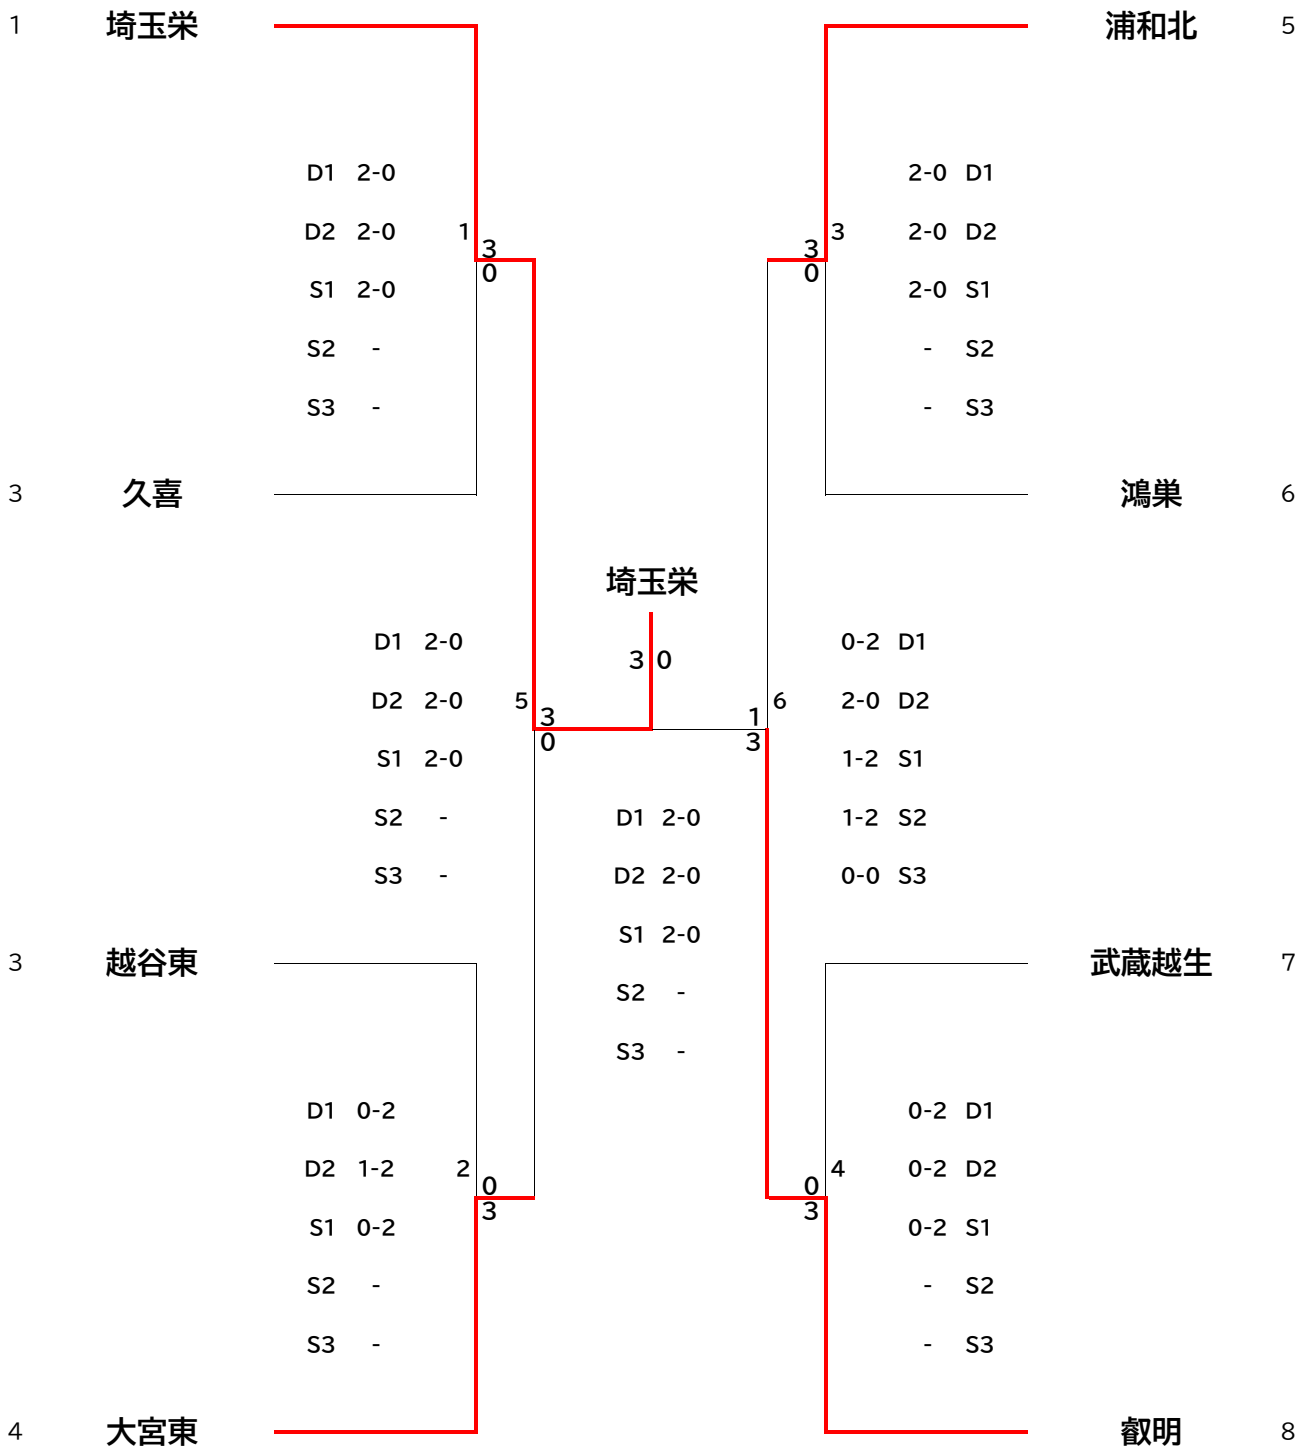 1 埼玉栄 浦和北 5
D1 2-0 2-0 D1
D2 2-0 1 3 3 3 2-0 D2
0 0
S1 2-0 2-0 S1
S2 - - S2
S3 - - S3
3 久喜 鴻巣 6
埼玉栄
D1 2-0 3 0 0-2 D1
D2 2-0 5 3 1 6 2-0 D2
0 3
S1 2-0 1-2 S1
S2 - D1 2-0 1-2 S2
S3 - D2 2-0 0-0 S3
S1 2-0
3 越谷東 武蔵越生 7
S2 -
S3 -
D1 0-2 0-2 D1
D2 1-2 2 0 0 4 0-2 D2
3 3
S1 0-2 0-2 S1
S2 - - S2
S3 - - S3
4 大宮東 叡明 8